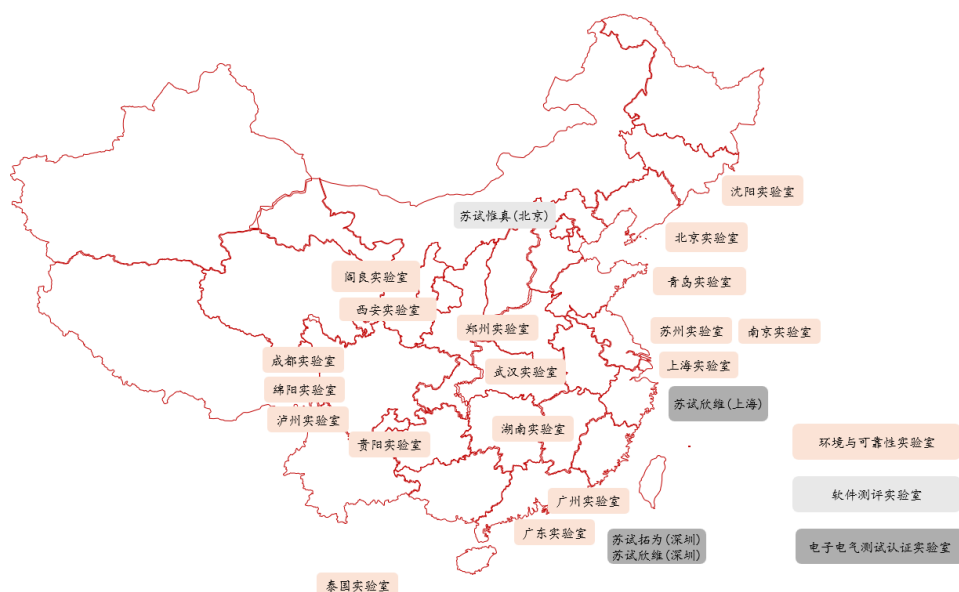 沈阳实验室
苏试惟真(北京)
北京实验室
阎良实验室
青岛实验室
西安实验室
郑州实验室
苏州实验室
南京实验室
成都实验室
武汉实验室
上海实验室
绵阳实验室
苏试欣维(上海)
泸州实验室
贵阳实验室
湖南实验室
环境与可靠性实验室
广州实验室
软件测评实验室
广东实验室
苏试拓为(深圳)
苏试欣维(深圳)
电子电气测试认证实验室
泰国实验室